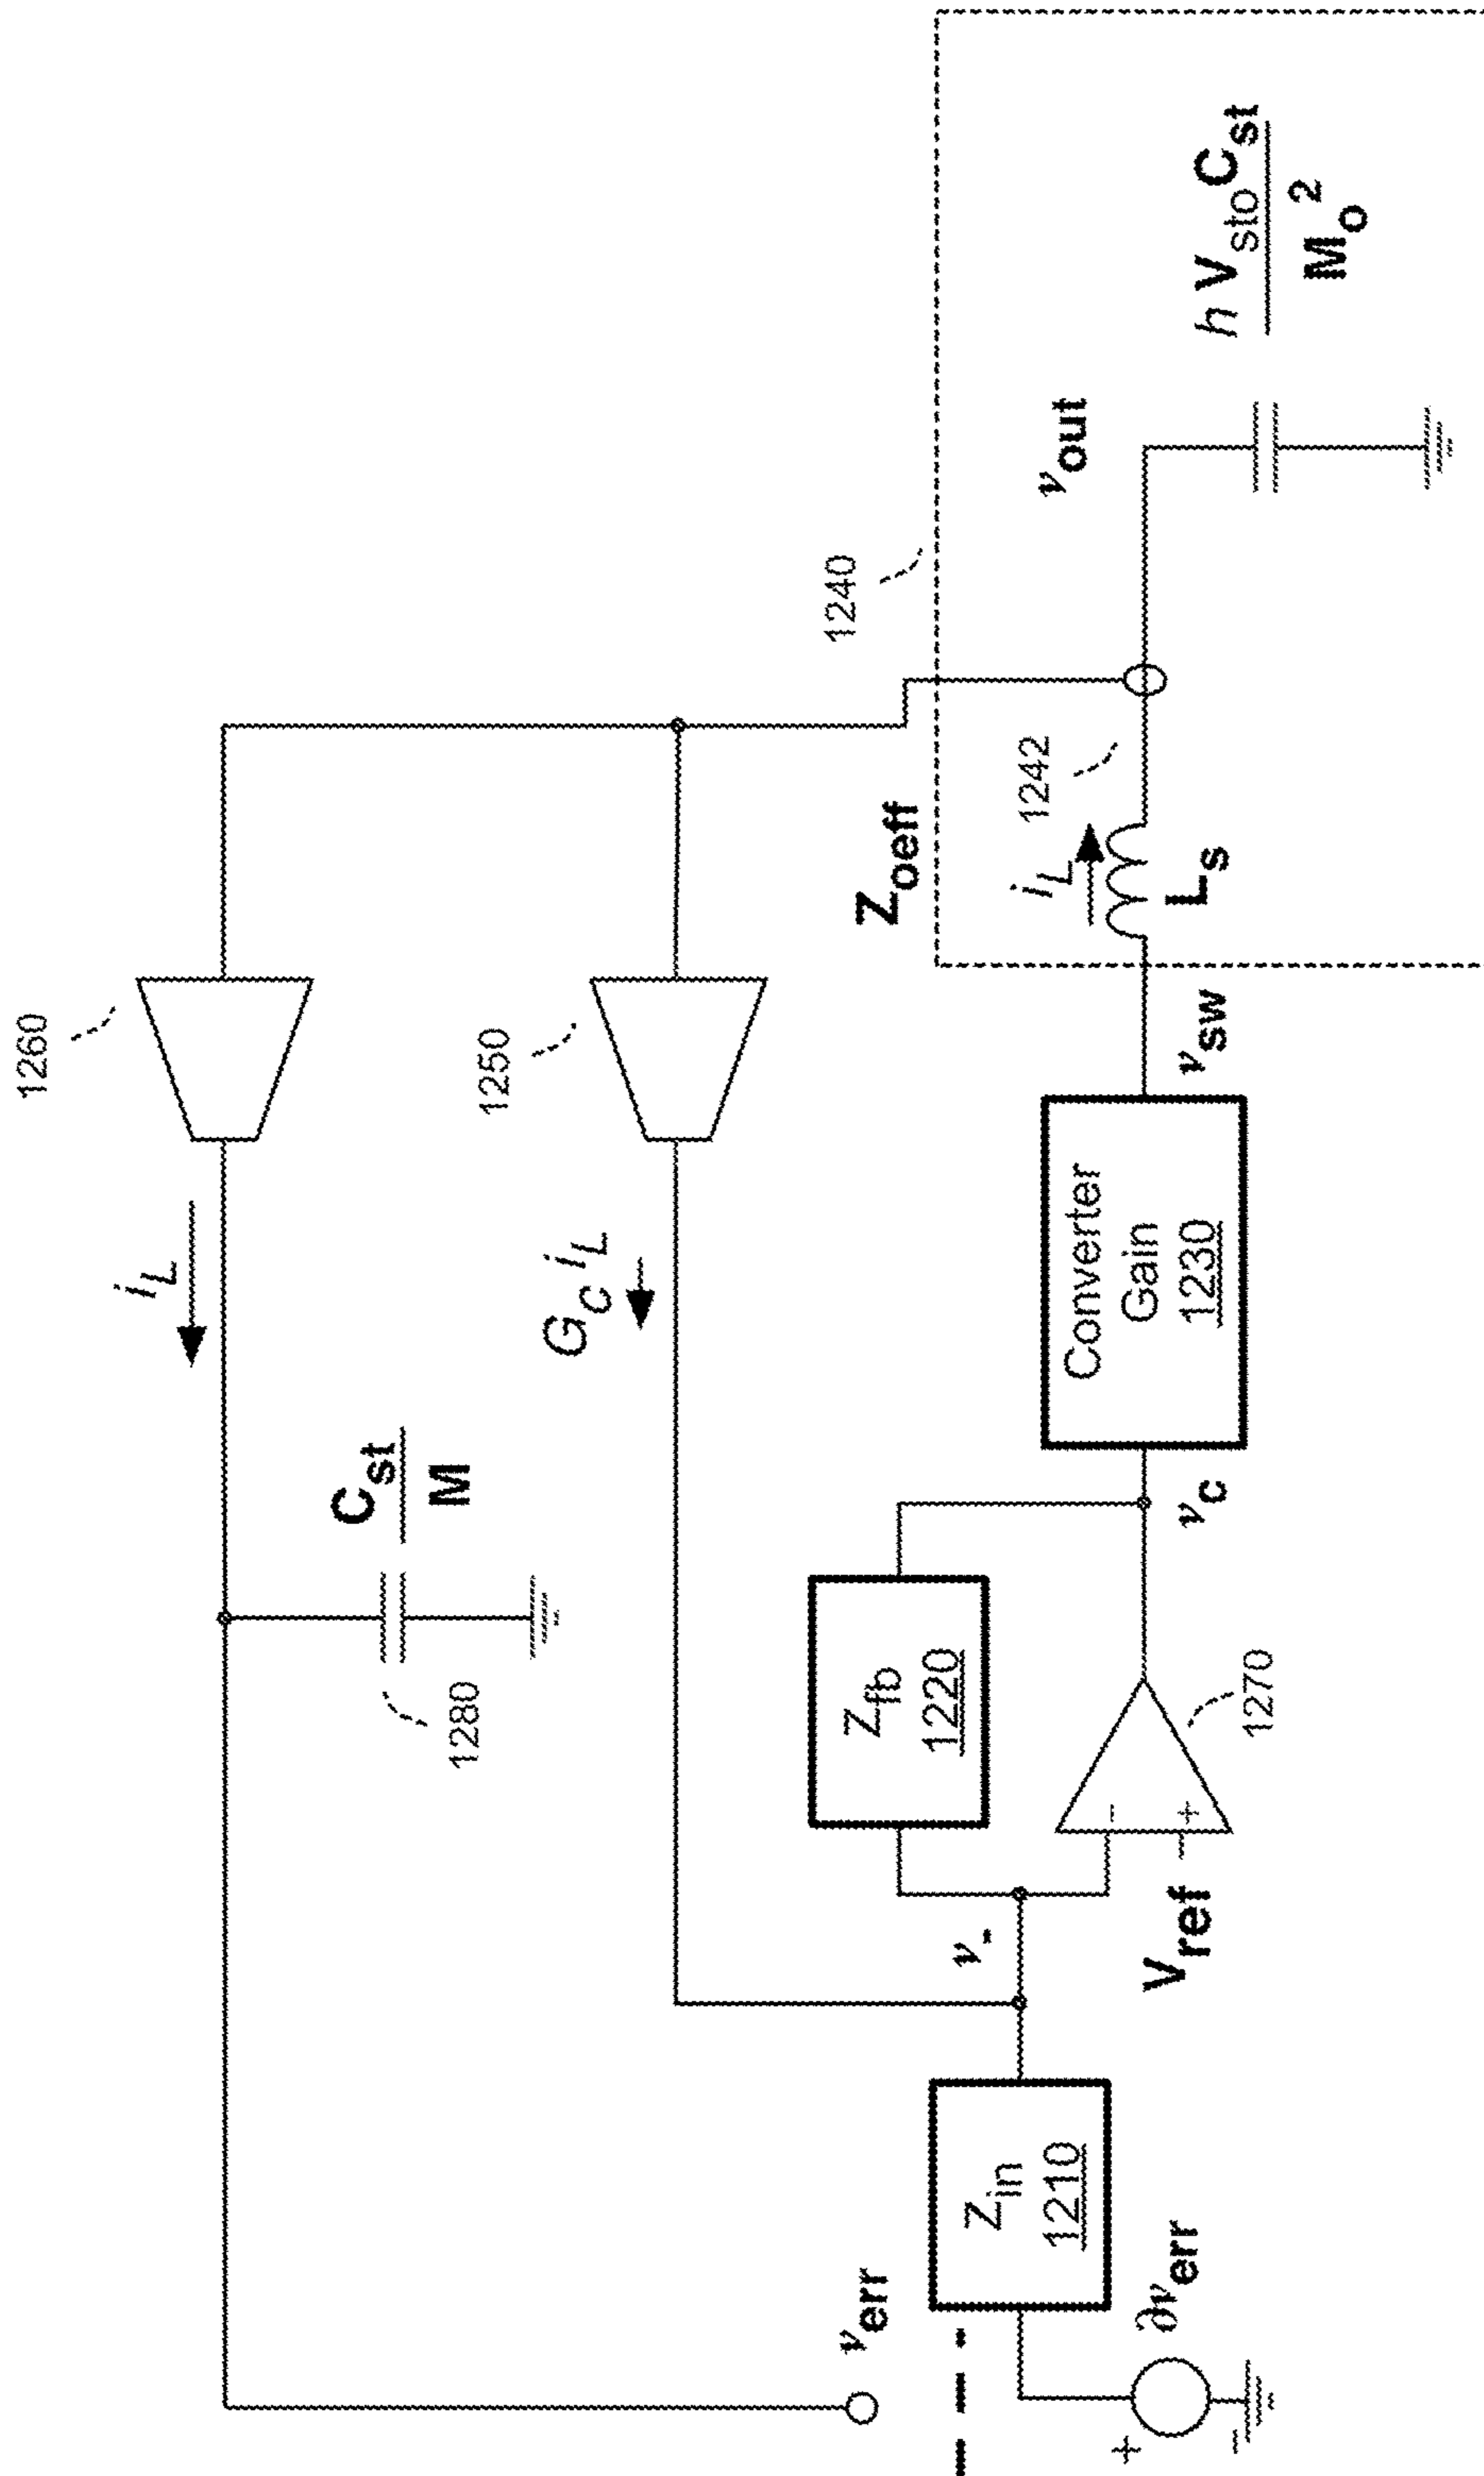 1260
i_L
C_st
M
1280
1250
G_C i_L
1240
Z_oeff
v_err
Z_fb
1220
v_-
Z_in
1210
∂v_err
+
−
V_ref
−
+
1270
v_C
Converter
Gain
1230
v_sw
i_L
1242
L_S
v_out
h V_sto C_st
M_o^2